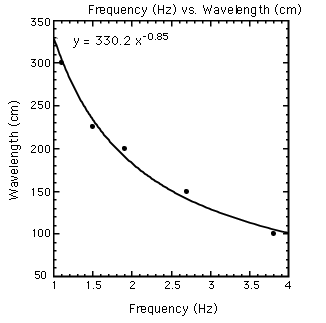 Frequency (Hz) vs. Wavelength (cm)
y = 330.2 x^-0.85
350
300
250
200
150
100
50
Wavelength (cm)
1 1.5 2 2.5 3 3.5 4
Frequency (Hz)